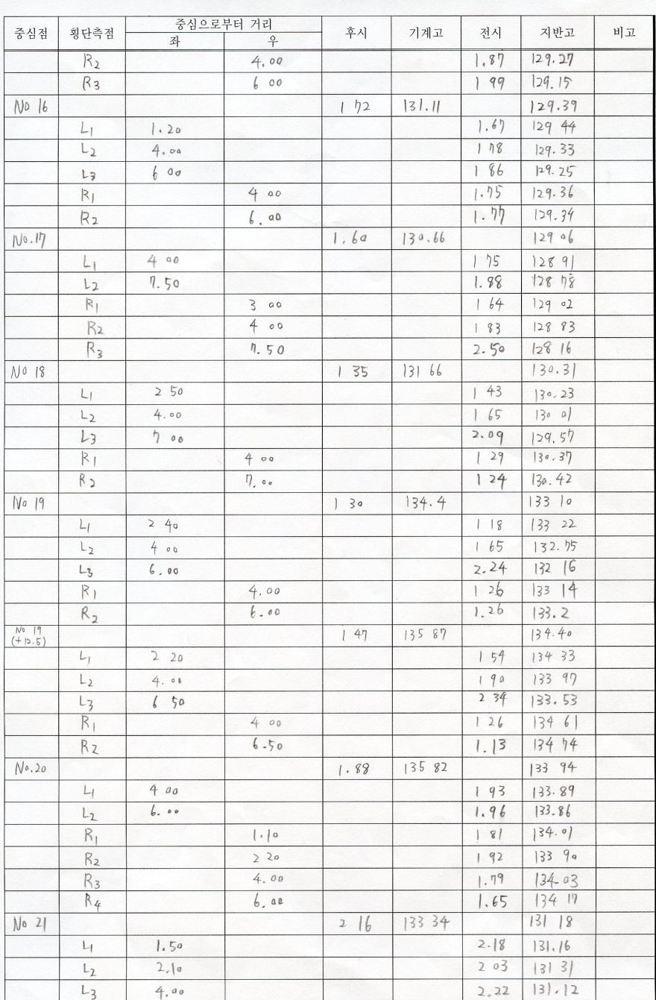 중심점 횡단측점 중심으로부터 거리 후시 기계고 전시 지반고 비고
좌 우
R2 4.00 1.87 129.27
R3 6 00 1 99 129.15
No 16 1 72 131.11 129.39
L1 1.20 1.67 129 44
L2 4.00 1 78 129.33
L3 6 00 1 86 129.25
R1 4 00 1.75 129.36
R2 6.00 1.77 129.34
No.17 1.60 130.66 129 06
L1 4 00 1 75 128 91
L2 7.50 1.88 128 78
R1 3 00 1 64 129 02
R2 4 00 1 83 128 83
R3 7.50 2.50 128 16
No 18 1 35 131 66 130.31
L1 2 50 1 43 130.23
L2 4.00 1 65 130 01
L3 7 00 2.09 129.57
R1 4 00 1 29 130.37
R2 7.00 1 24 130.42
No 19 1 30 134.4 133 10
L1 2 40 1 18 133 22
L2 4 00 1 65 132.75
L3 6.00 2.24 132 16
R1 4.00 1 26 133 14
R2 6.00 1.26 133.2
No 19 (+12.5) 1 47 135 87 134.40
L1 2 20 1 54 134 33
L2 4.00 1 90 133 97
L3 6 50 2 34 133.53
R1 4 00 1 26 134 61
R2 6.50 1.13 134 74
No.20 1.88 135 82 133 94
L1 4 00 1 93 133.89
L2 6.00 1.96 133.86
R1 1.10 1 81 134.01
R2 2 20 1 92 133 90
R3 4.00 1.79 134.03
R4 6.00 1.65 134 17
No 21 2 16 133 34 131 18
L1 1.50 2.18 131.16
L2 2.10 2 03 131 31
L3 4.00 2.22 131.12